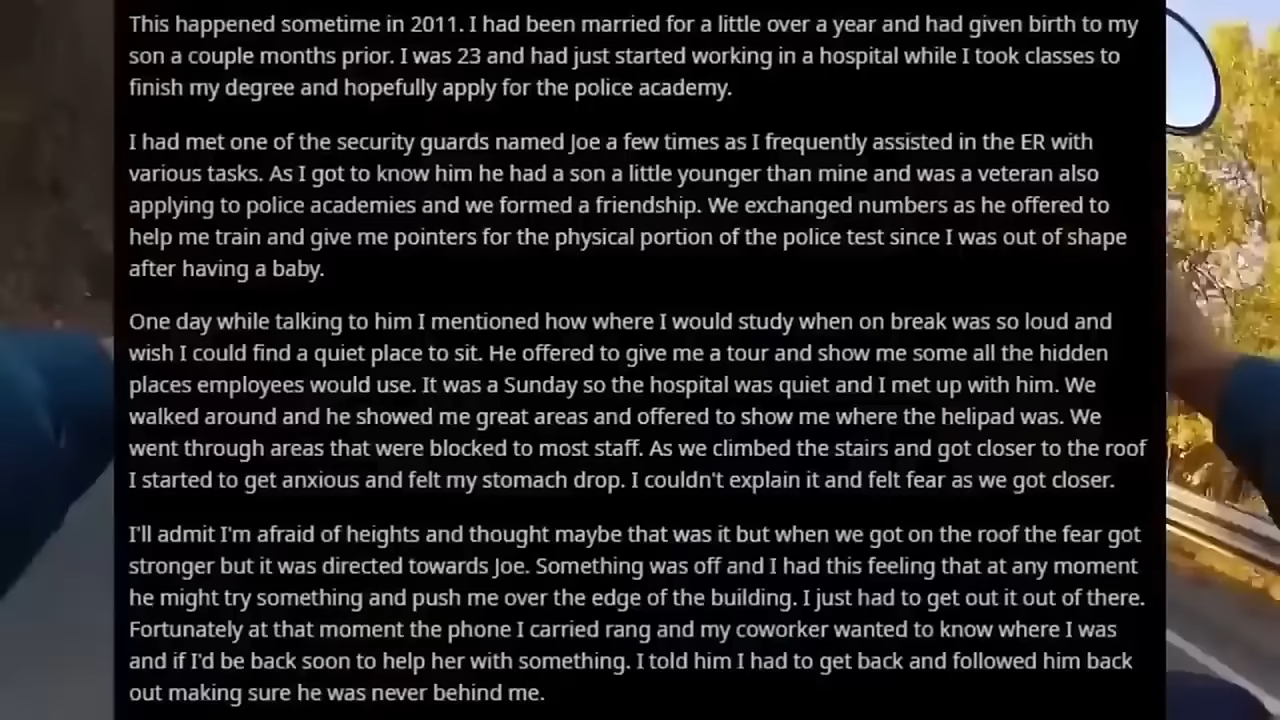 This happened sometime in 2011. I had been married for a little over a year and had given birth to my
son a couple months prior. I was 23 and had just started working in a hospital while I took classes to
finish my degree and hopefully apply for the police academy.
I had met one of the security guards named Joe a few times as I frequently assisted in the ER with
various tasks. As I got to know him he had a son a little younger than mine and was a veteran also
applying to police academies and we formed a friendship. We exchanged numbers as he offered to
help me train and give me pointers for the physical portion of the police test since I was out of shape
after having a baby.
One day while talking to him I mentioned how where I would study when on break was so loud and
wish I could find a quiet place to sit. He offered to give me a tour and show me some all the hidden
places employees would use. It was a Sunday so the hospital was quiet and I met up with him. We
walked around and he showed me great areas and offered to show me where the helipad was. We
went through areas that were blocked to most staff. As we climbed the stairs and got closer to the roof
I started to get anxious and felt my stomach drop. I couldn't explain it and felt fear as we got closer.
I'll admit I'm afraid of heights and thought maybe that was it but when we got on the roof the fear got
stronger but it was directed towards Joe. Something was off and I had this feeling that at any moment
he might try something and push me over the edge of the building. I just had to get out it out of there.
Fortunately at that moment the phone I carried rang and my coworker wanted to know where I was
and if I'd be back soon to help her with something. I told him I had to get back and followed him back
out making sure he was never behind me.